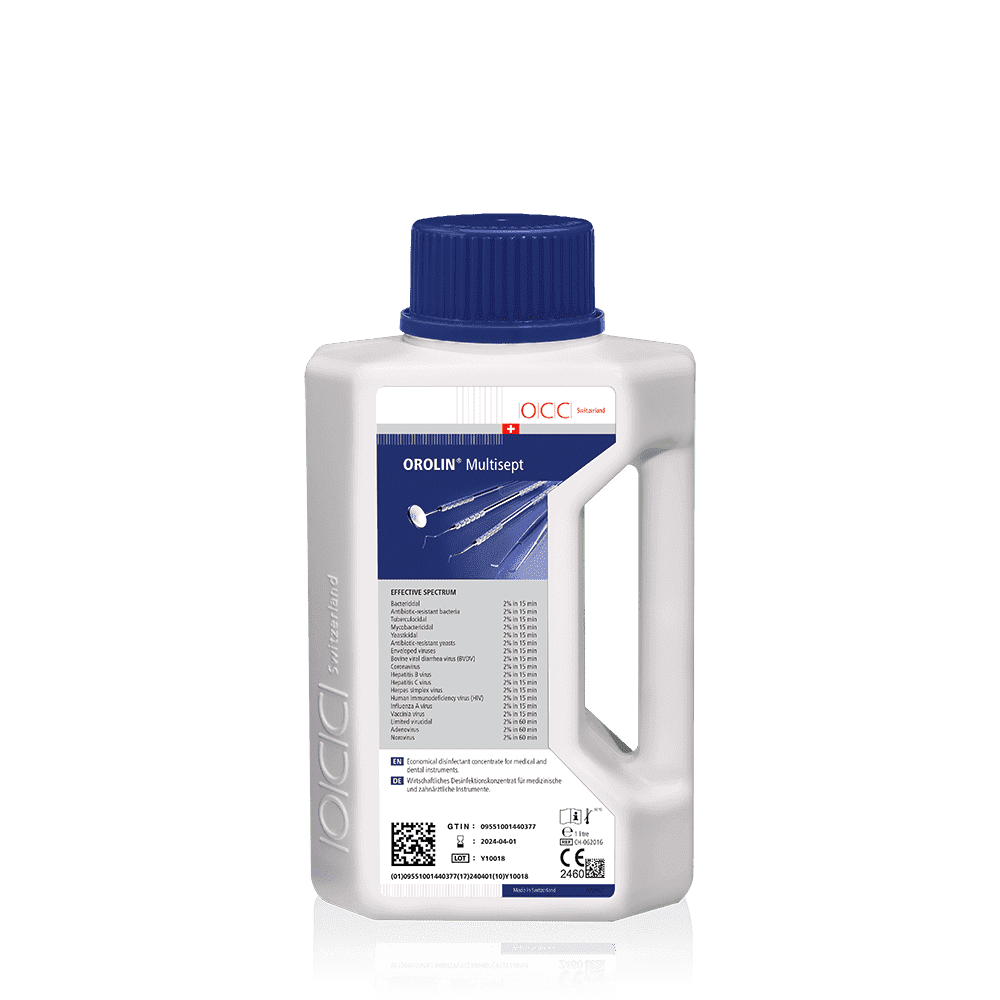 OCC Switzerland
OROLIN® Multisept
EFFECTIVE SPECTRUM
Bactericidal 2% in 15 min
Antibiotic-resistant bacteria 2% in 15 min
Tuberculocidal 2% in 15 min
Mycobactericidal 2% in 15 min
Yeasticidal 2% in 15 min
Antibiotic-resistant yeasts 2% in 15 min
Enveloped viruses 2% in 15 min
Bovine viral diarrhea virus (BVDV) 2% in 15 min
Coronavirus 2% in 15 min
Hepatitis B virus 2% in 15 min
Hepatitis C virus 2% in 15 min
Herpes simplex virus 2% in 15 min
Human immunodeficiency virus (HIV) 2% in 15 min
Influenza A virus 2% in 15 min
Vaccinia virus 2% in 15 min
Limited virucidal 2% in 60 min
Adenovirus 2% in 60 min
Norovirus 2% in 60 min
EN Economical disinfectant concentrate for medical and
dental instruments.
DE Wirtschaftliches Desinfektionskonzentrat für medizinische
und zahnärztliche Instrumente.
GTIN : 09551001440377
: 2024-04-01
LOT : Y10018
(01)09551001440377(17)240401(10)Y10018
e 1 litre
REF CH-062016
CE
2460
Made in Switzerland
OCC Switzerland